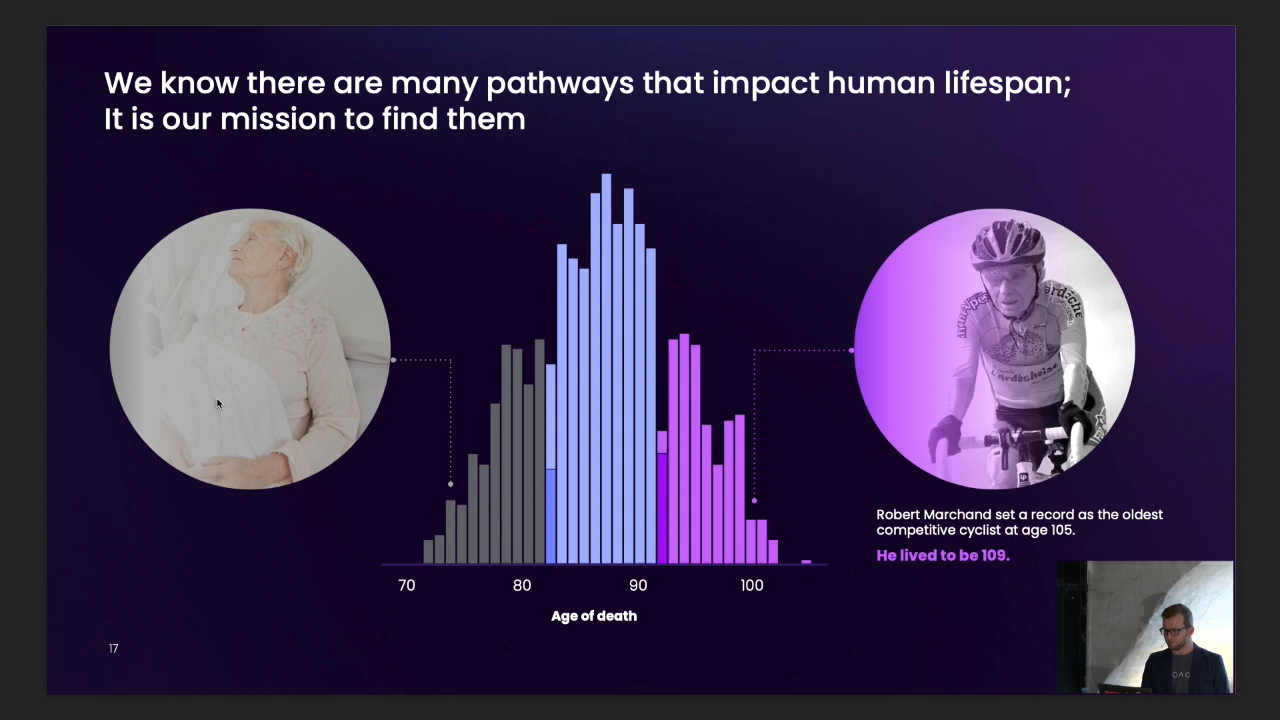 We know there are many pathways that impact human lifespan;
It is our mission to find them
70
80
90
100
Age of death
Robert Marchand set a record as the oldest
competitive cyclist at age 105.
He lived to be 109.
17